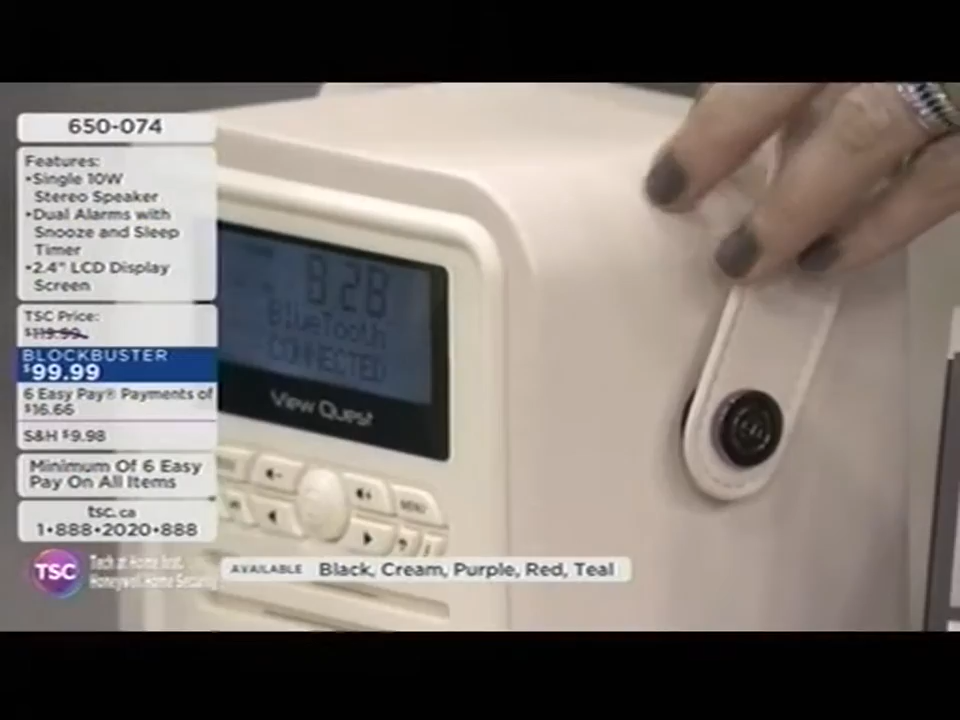 650-074
Features:
•Single 10W
Stereo Speaker
•Dual Alarms with
Snooze and Sleep
Timer
•2.4" LCD Display
Screen
TSC Price:
$119.99
BLOCKBUSTER
$99.99
6 Easy Pay® Payments of
$16.66
S&H $9.98
Minimum Of 6 Easy
Pay On All Items
tsc.ca
1•888•2020•888
TSC
Tech at Home Inst.
Honeywell Home Security
AVAILABLE Black, Cream, Purple, Red, Teal
8 28
BlueTooth
CONNECTED
View Quest
MENU